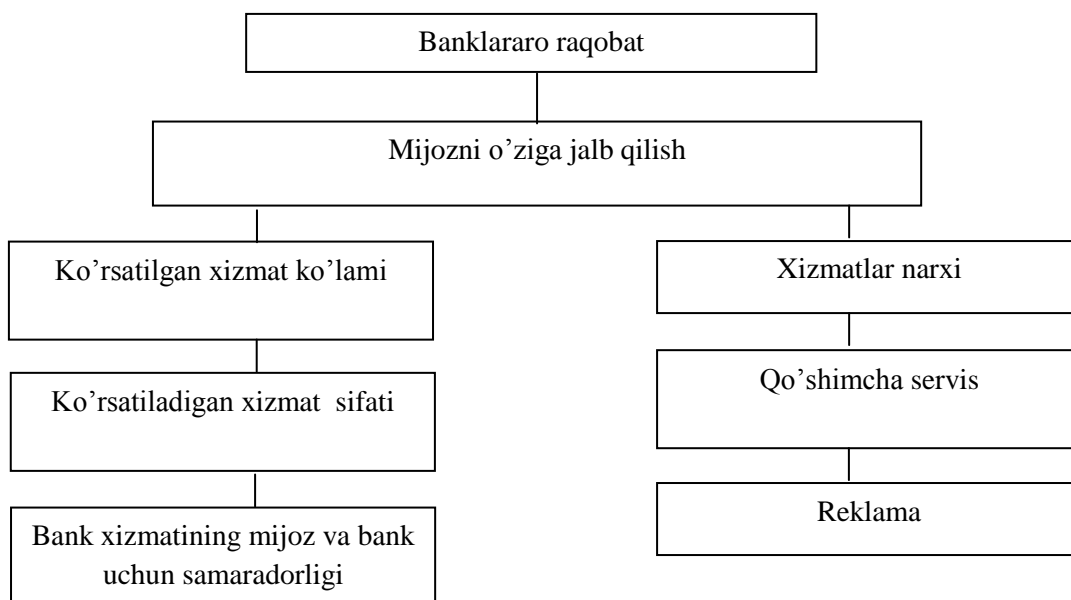 Banklararo raqobat
Mijozni o’ziga jalb qilish
Ko’rsatilgan xizmat ko’lami
Ko’rsatiladigan xizmat sifati
Bank xizmatining mijoz va bank
uchun samaradorligi
Xizmatlar narxi
Qo’shimcha servis
Reklama